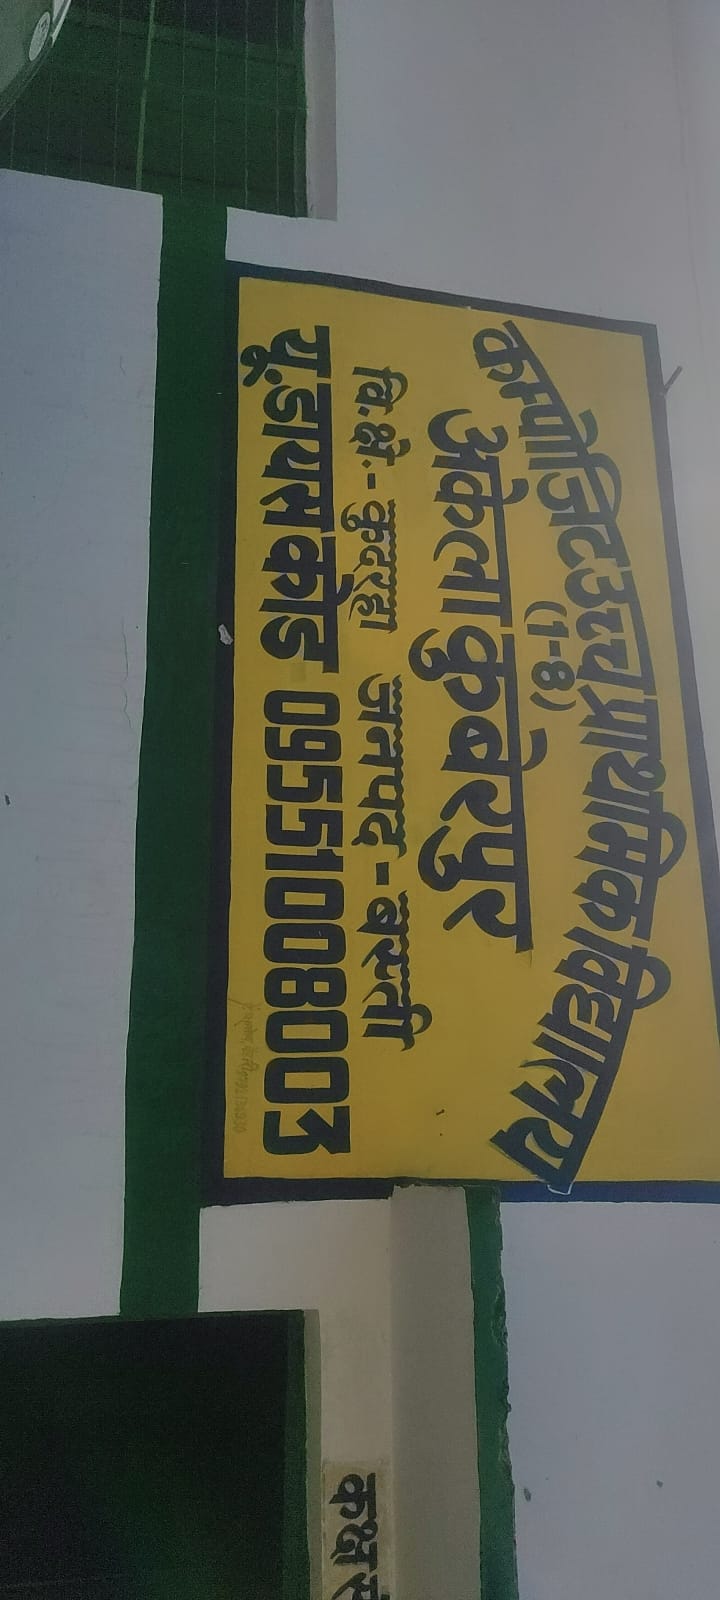 कम्पोजिट उच्च प्राथमिक विद्यालय
(1-8)
अकेला कुबेरपुर
वि.क्षे.- कुदरहा जनपद - बस्ती
यू.डायस कोड 09551008003